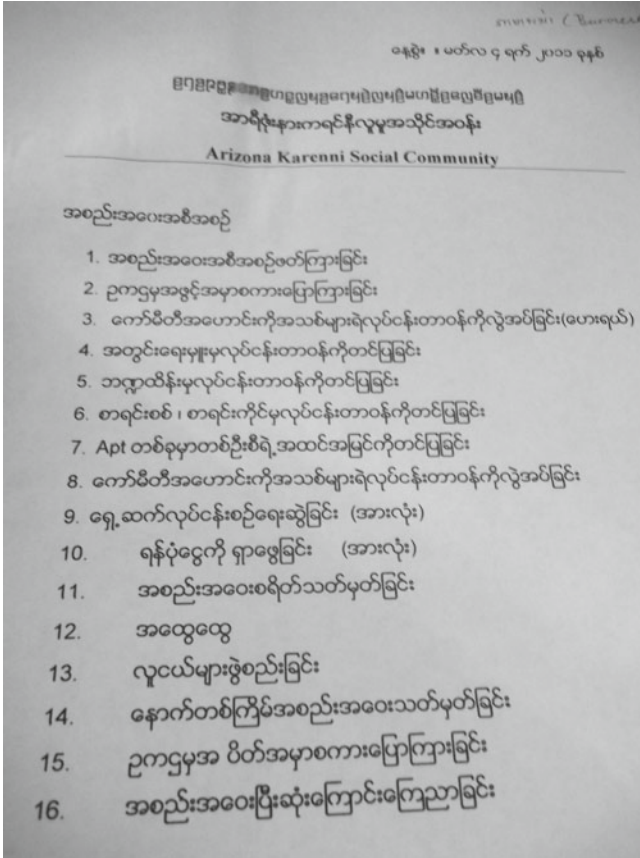 နေ့စွဲ။ ။ မတ်လ ၄ ရက် ၂၀၁၁ ခုနှစ်
အာရီဇိုးနားကရင်နီလူမှုအသိုင်အဝန်း
Arizona Karenni Social Community
အစည်းအဝေးအစီအစဉ်
1. အစည်းအဝေးအစီအစဉ်ဖတ်ကြားခြင်း
2. ဥကဌမှအဖွင့်အမှာစကားပြောကြားခြင်း
3. ကော်မီတီအဟောင်းကိုအသစ်များရဲလုပ်ငန်းတာဝန်ကိုလွဲအပ်ခြင်း(ဟေးရယ်)
4. အတွင်းရေးမှူးမှလုပ်ငန်းတာဝန်ကိုတင်ပြခြင်း
5. ဘဏ္ဍာထိန်းမှလုပ်ငန်းတာဝန်ကိုတင်ပြခြင်း
6. စာရင်းစစ် ၊ စာရင်းကိုင်မှလုပ်ငန်းတာဝန်ကိုတင်ပြခြင်း
7. Apt တစ်ခုမှာတစ်ဦးစီရဲ့အထင်အမြင်ကိုတင်ပြခြင်း
8. ကော်မီတီအဟောင်းကိုအသစ်များရဲလုပ်ငန်းတာဝန်ကိုလွဲအပ်ခြင်း
9. ရှေ့ဆက်လုပ်ငန်းစဉ်ရေးဆွဲခြင်း (အားလုံး)
10. ရန်ပုံငွေကို ရှာဖွေခြင်း (အားလုံး)
11. အစည်းအဝေးစရိတ်သတ်မှတ်ခြင်း
12. အထွေထွေ
13. လူငယ်များဖွဲစည်းခြင်း
14. နောက်တစ်ကြိမ်အစည်းအဝေးသတ်မှတ်ခြင်း
15. ဥကဌမှအ ပိတ်အမှာစကားပြောကြားခြင်း
16. အစည်းအဝေးပြီးဆုံးကြောင်းကြေညာခြင်း